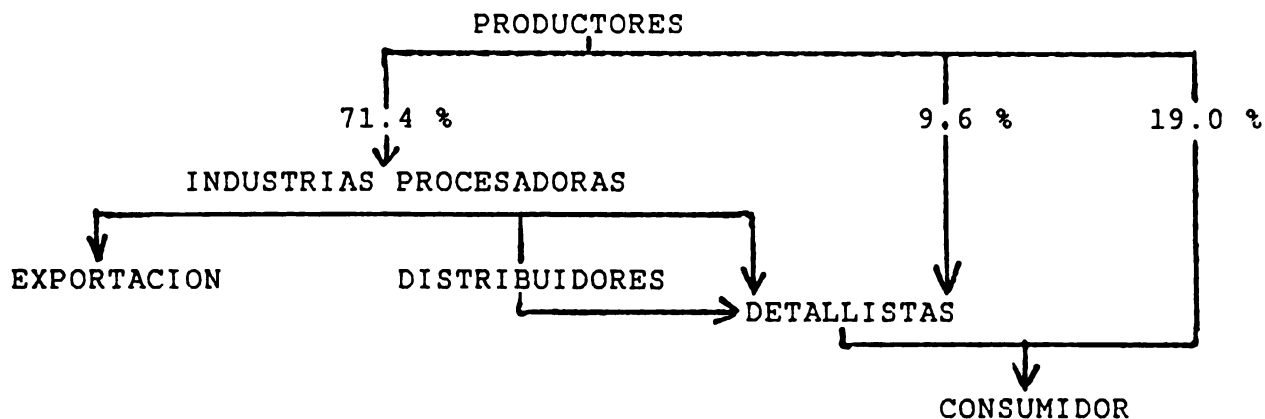 PRODUCTORES
71.4 % 9.6 % 19.0 %
INDUSTRIAS PROCESADORAS
EXPORTACION DISTRIBUIDORES
DETALLISTAS
CONSUMIDOR